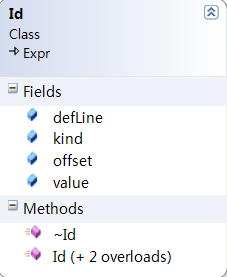 Id
Class
Expr
Fields
defLine
kind
offset
value
Methods
~Id
Id (+ 2 overloads)